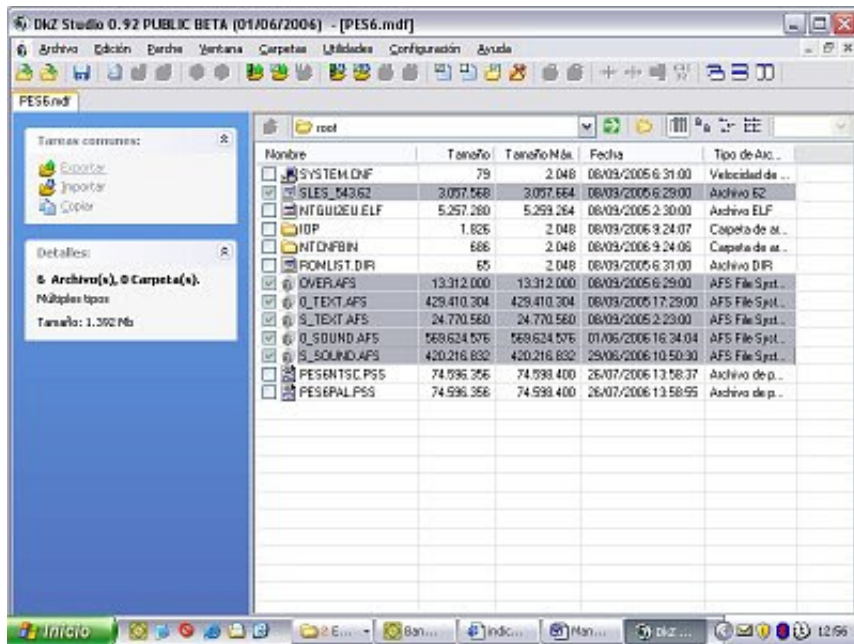 DkZ Studio 0.92 PUBLIC BETA (01/06/2006) - [PES6.mdf]
Archivo Edición Parche Ventana Carpetas Utilidades Configuración Ayuda
PES6.mdf
Tareas comunes:
Exportar
Importar
Copiar
Detalles:
6 Archivo(s), 0 Carpeta(s).
Múltiples tipos
Tamaño: 1.392 Mb
root
Nombre Tamaño Tamaño Máx. Fecha Tipo de Arc...
SYSTEM.CNF 79 2.048 08/09/2005 6:31:00 Velocidad de ...
SLES_543.62 3.057.568 3.057.664 08/09/2005 6:29:00 Archivo 62
NTGUI2EU.ELF 5.257.280 5.259.264 08/09/2005 2:30:00 Archivo ELF
IOP 1.826 2.048 08/09/2006 9:24:07 Carpeta de at...
NTCNFBIN 686 2.048 08/09/2006 9:24:06 Carpeta de at...
ROMLIST.DIR 65 2.048 08/09/2005 6:31:00 Archivo DIR
OVER.AFS 13.312.000 13.312.000 08/09/2005 6:29:00 AFS File Syst...
0_TEXT.AFS 429.410.304 429.410.304 08/09/2005 17:29:00 AFS File Syst...
S_TEXT.AFS 24.770.560 24.770.560 08/09/2005 2:23:00 AFS File Syst...
0_SOUND.AFS 569.624.576 569.624.576 01/06/2006 16:34:04 AFS File Syst...
S_SOUND.AFS 420.216.832 420.216.832 29/06/2006 10:50:30 AFS File Syst...
PES6NTSC.PSS 74.596.356 74.598.400 26/07/2006 13:58:37 Archivo de p...
PES6PAL.PSS 74.596.356 74.598.400 26/07/2006 13:58:55 Archivo de p...
Inicio 2 E... Ban... indic... Man... DkZ ... 12:56